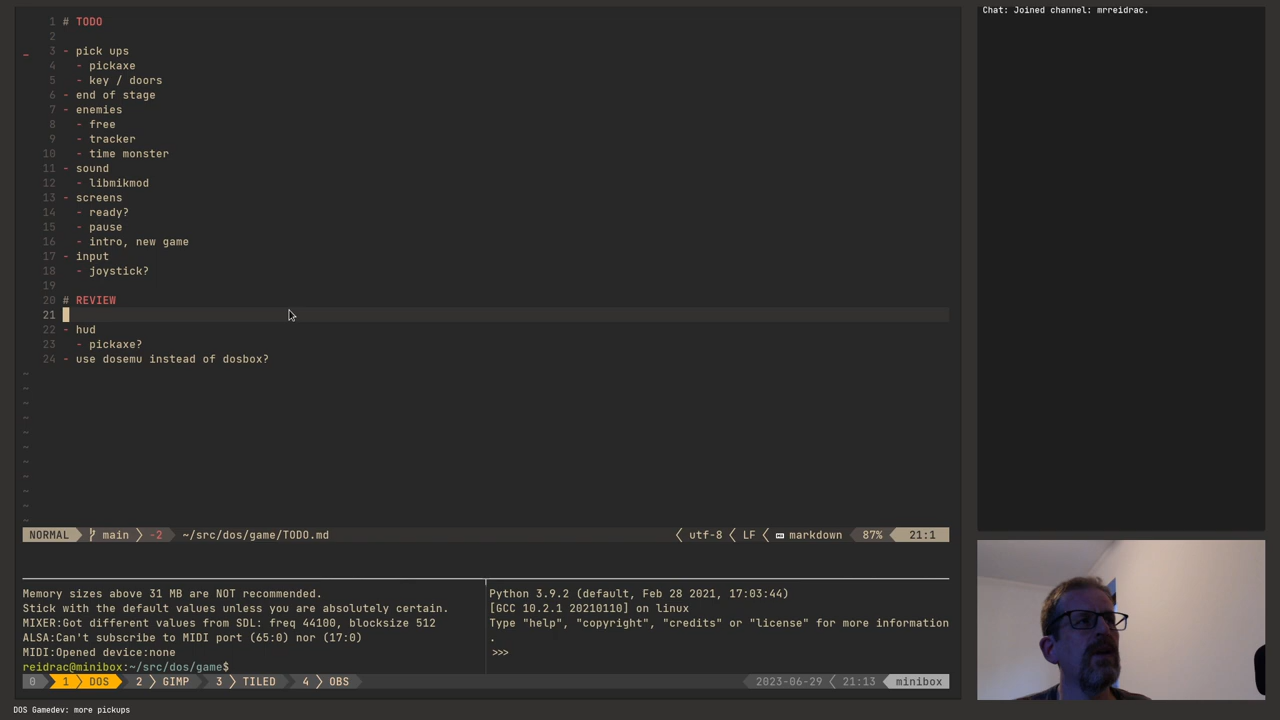 Chat: Joined channel: mrreidrac.
1 # TODO
2
3 - pick ups
4 - pickaxe
5 - key / doors
6 - end of stage
7 - enemies
8 - free
9 - tracker
10 - time monster
11 - sound
12 - libmikmod
13 - screens
14 - ready?
15 - pause
16 - intro, new game
17 - input
18 - joystick?
19
20 # REVIEW
21
22 - hud
23 - pickaxe?
24 - use dosemu instead of dosbox?
~
~
~
~
~
~
~
~
~
~
~
NORMAL main -2 ~/src/dos/game/TODO.md utf-8 LF markdown 87% 21:1
Memory sizes above 31 MB are NOT recommended.
Stick with the default values unless you are absolutely certain.
MIXER:Got different values from SDL: freq 44100, blocksize 512
ALSA:Can't subscribe to MIDI port (65:0) nor (17:0)
MIDI:Opened device:none
reidrac@minibox:~/src/dos/game$
Python 3.9.2 (default, Feb 28 2021, 17:03:44)
[GCC 10.2.1 20210110] on linux
Type "help", "copyright", "credits" or "license" for more information
.
>>>
0 1 DOS 2 GIMP 3 TILED 4 OBS 2023-06-29 21:13 minibox
DOS Gamedev: more pickups